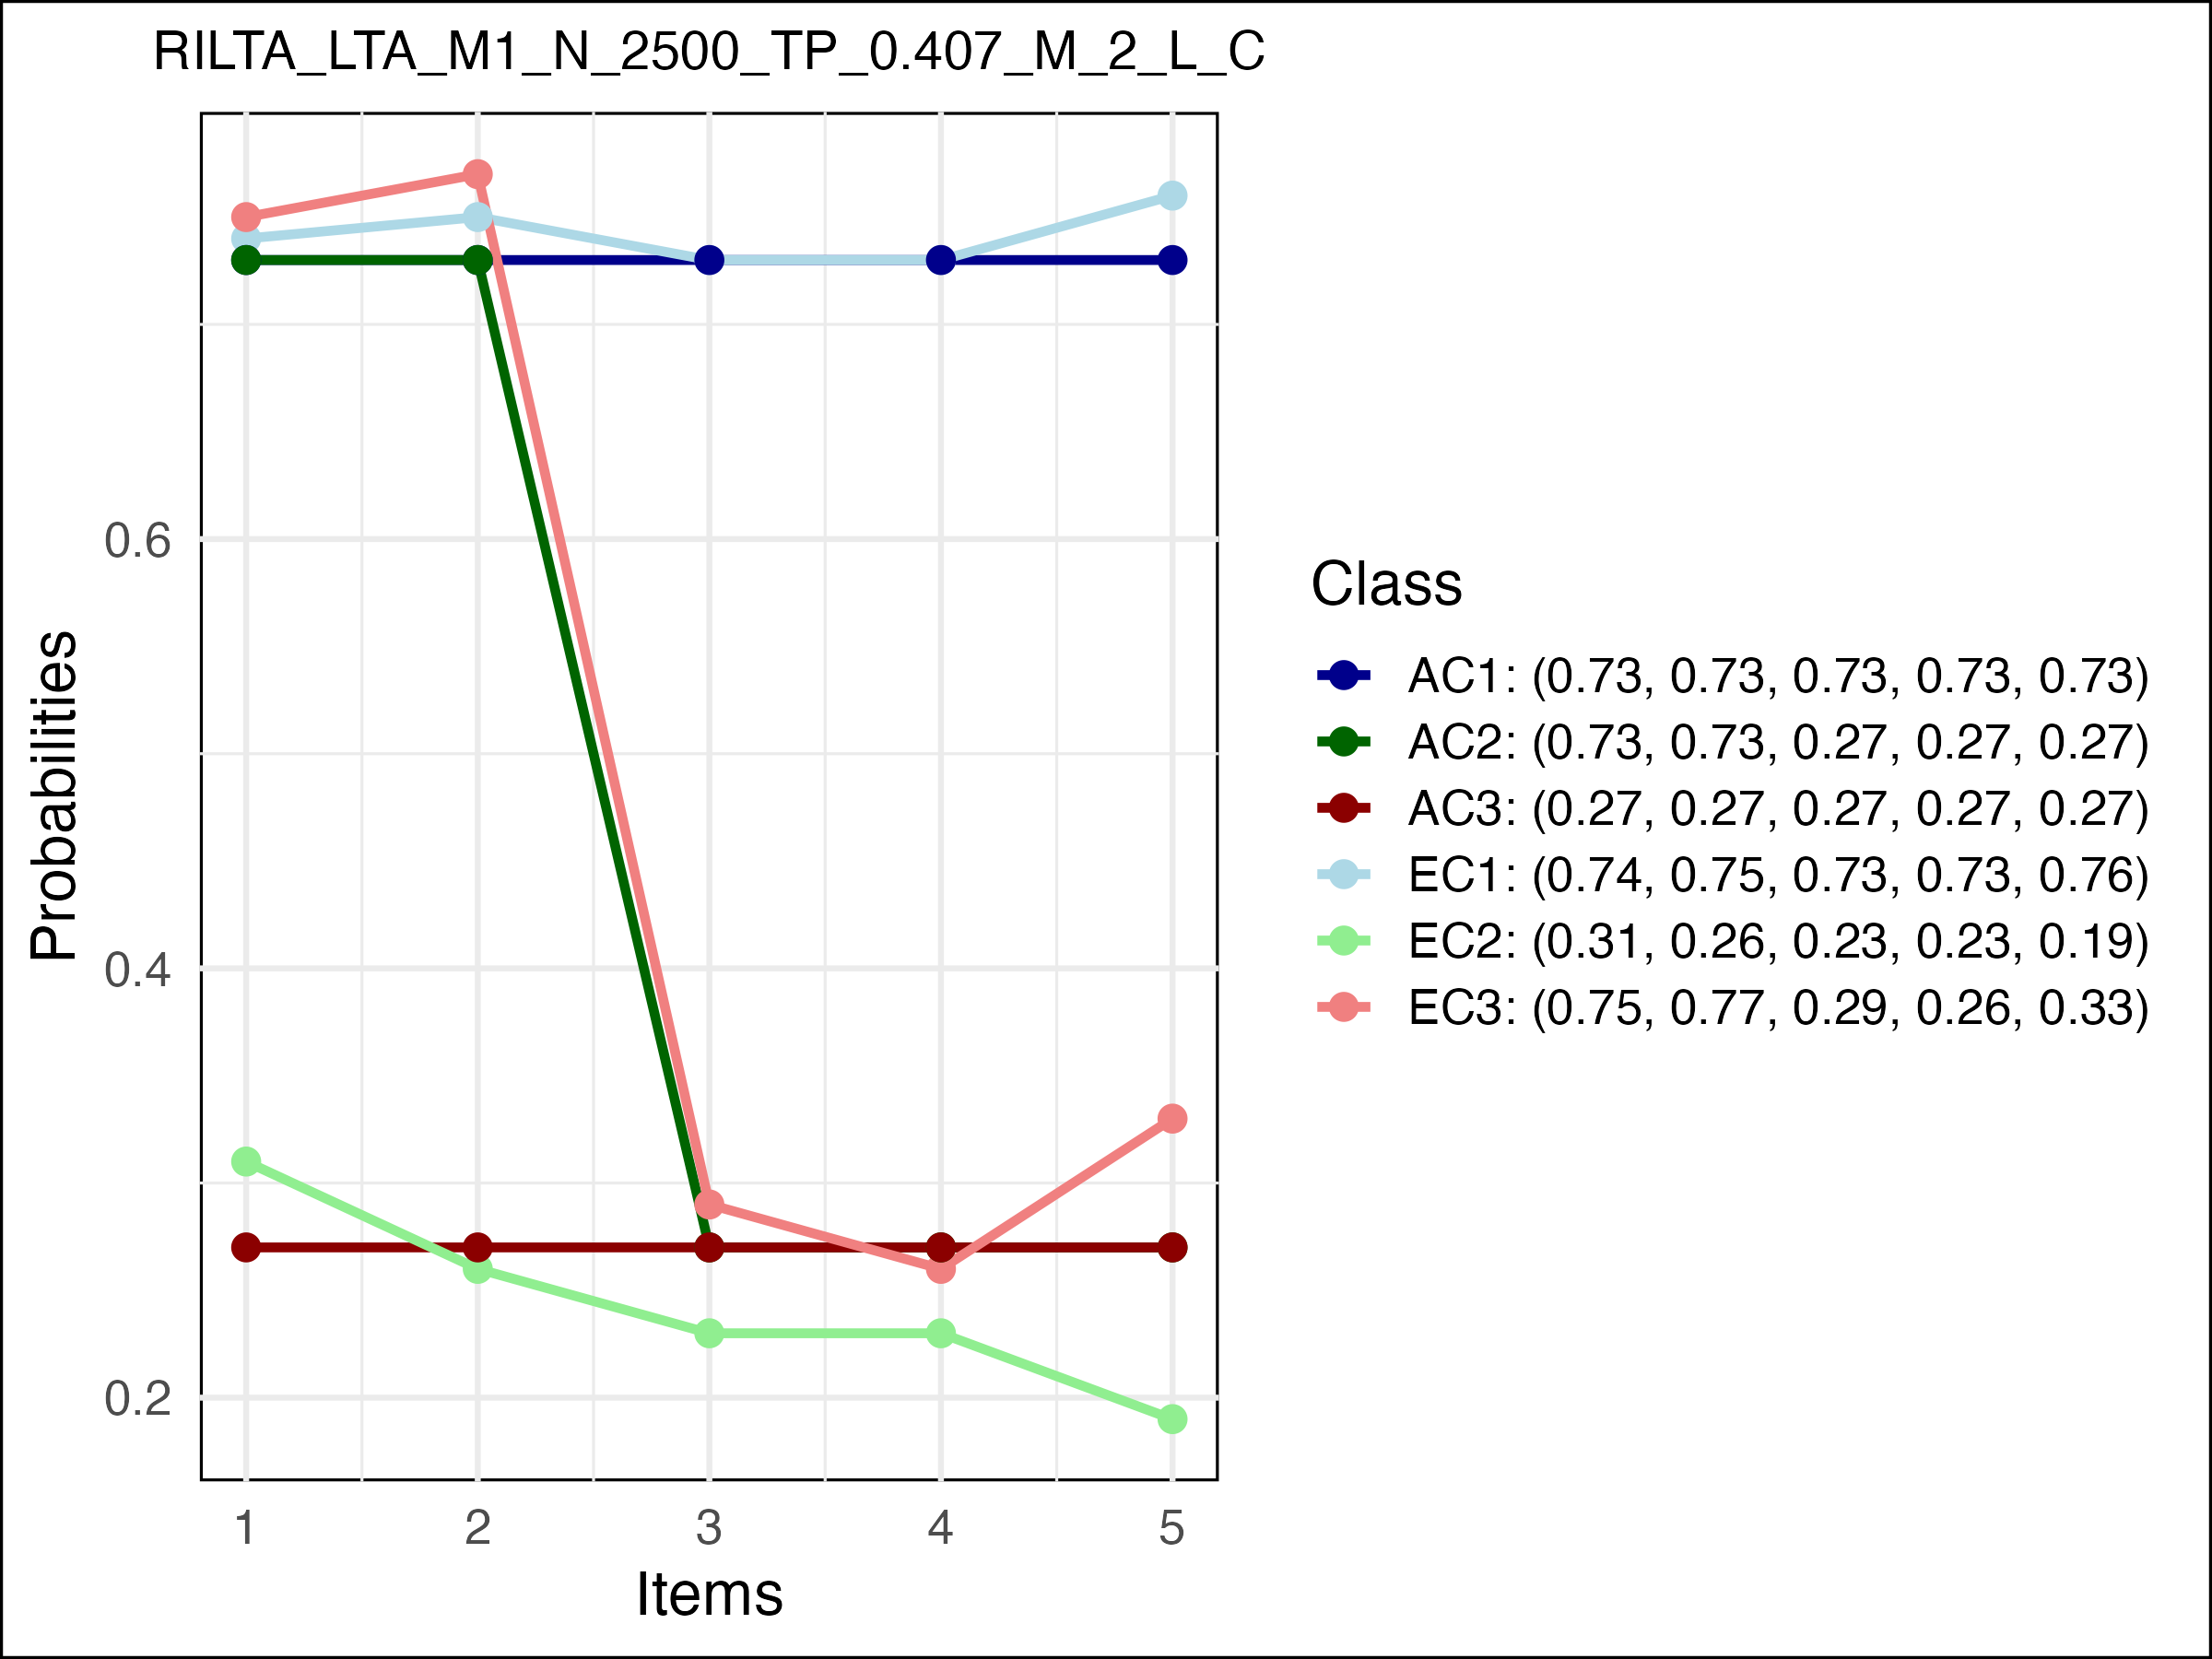 RILTA_LTA_M1_N_2500_TP_0.407_M_2_L_C
Probabilities
0.6
0.4
0.2
1 2 3 4 5
Items
Class
AC1: (0.73, 0.73, 0.73, 0.73, 0.73)
AC2: (0.73, 0.73, 0.27, 0.27, 0.27)
AC3: (0.27, 0.27, 0.27, 0.27, 0.27)
EC1: (0.74, 0.75, 0.73, 0.73, 0.76)
EC2: (0.31, 0.26, 0.23, 0.23, 0.19)
EC3: (0.75, 0.77, 0.29, 0.26, 0.33)